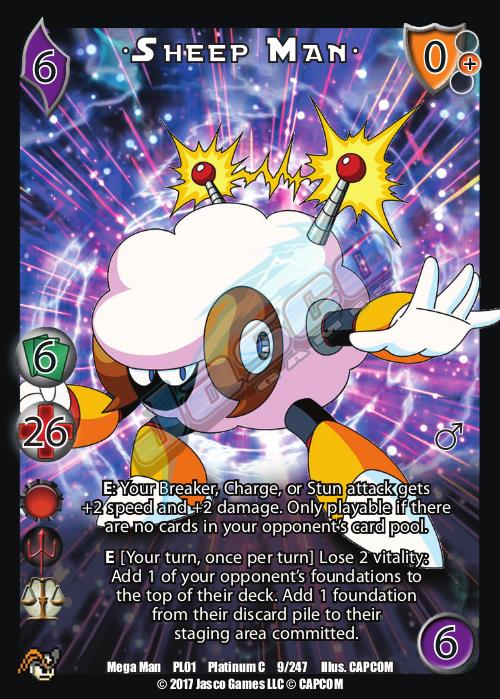 ·SHEEP MAN·
6
0
+
6
26
E: Your Breaker, Charge, or Stun attack gets
+2 speed and +2 damage. Only playable if there
are no cards in your opponent's card pool.
E [Your turn, once per turn] Lose 2 vitality:
Add 1 of your opponent's foundations to
the top of their deck. Add 1 foundation
from their discard pile to their
staging area committed.
6
Mega Man PL01 Platinum C 9/247 Illus. CAPCOM
© 2017 Jasco Games LLC © CAPCOM